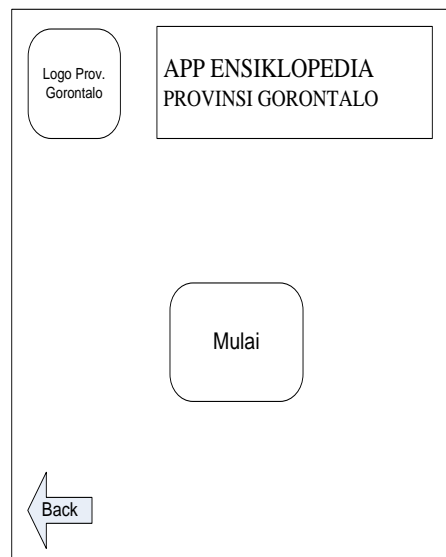 Logo Prov.
Gorontalo
APP ENSIKLOPEDIA
PROVINSI GORONTALO
Mulai
Back